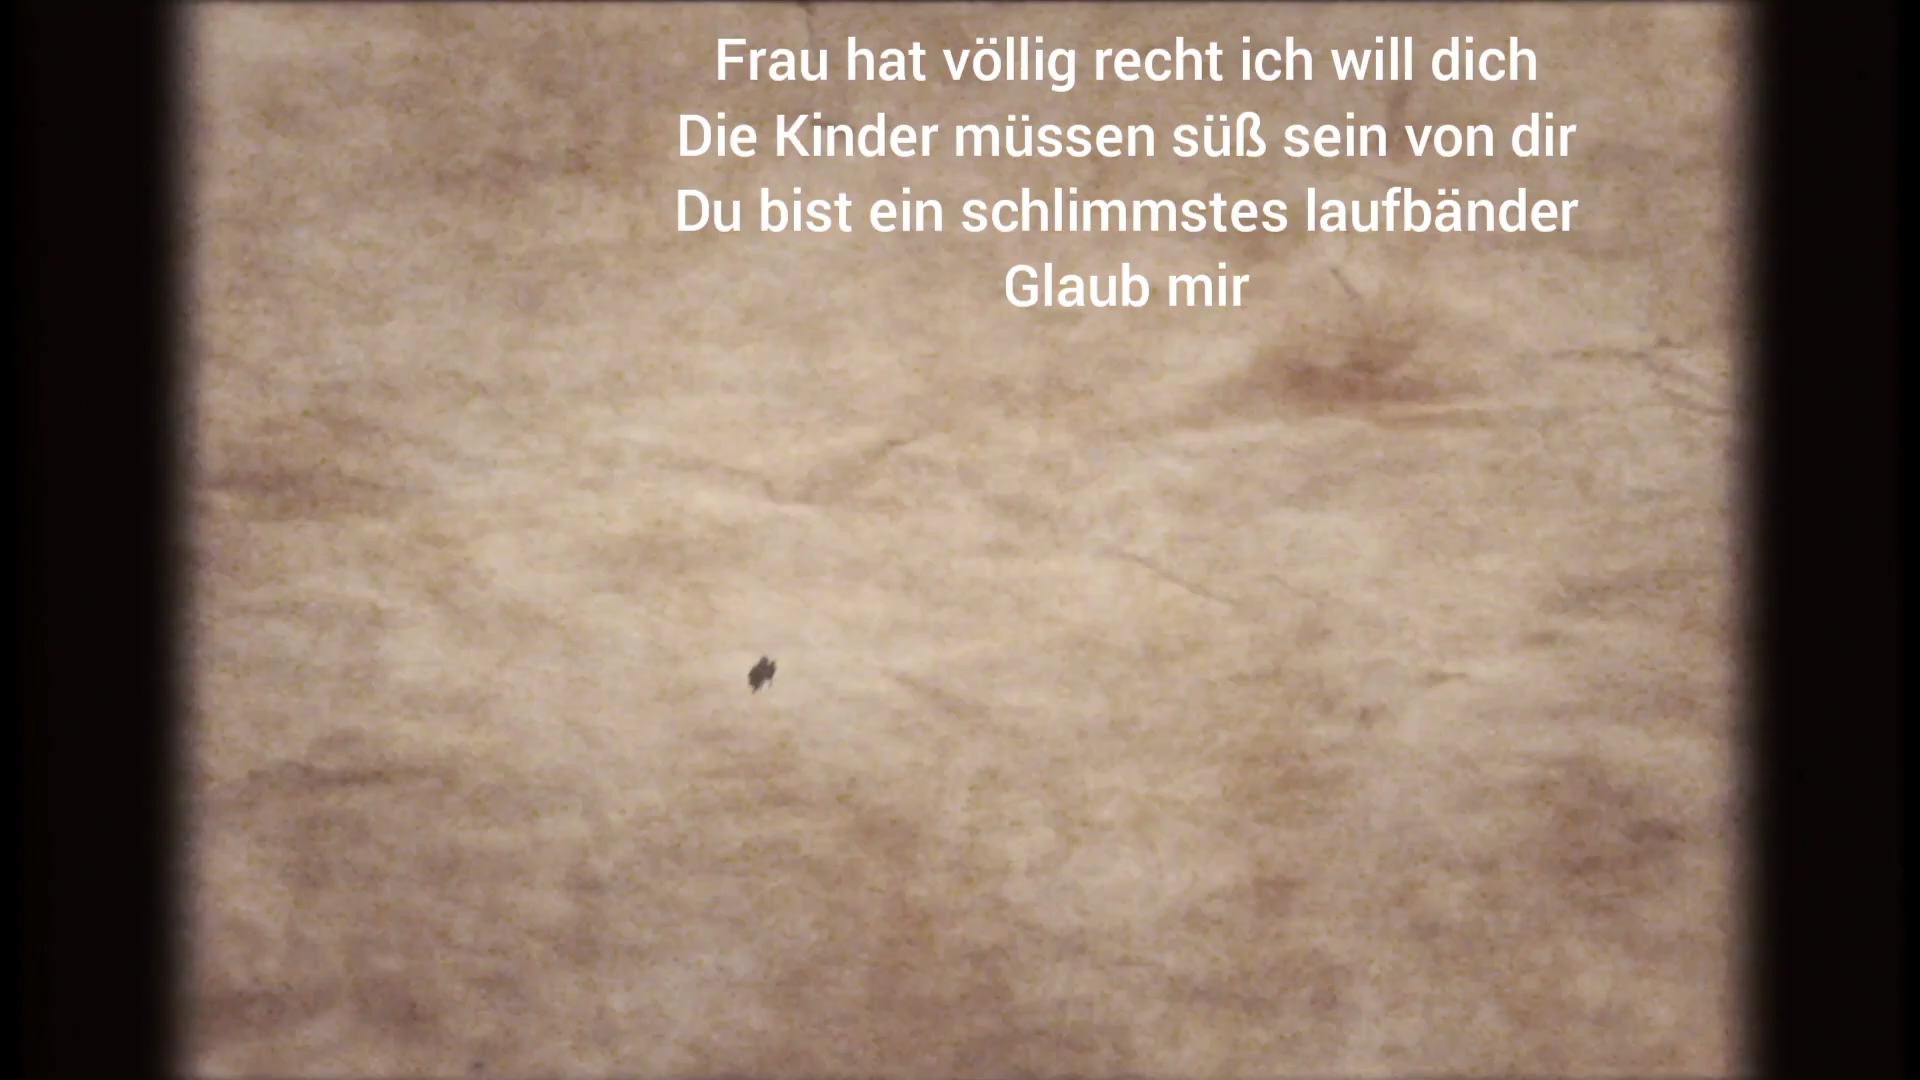 Frau hat völlig recht ich will dich
Die Kinder müssen süß sein von dir
Du bist ein schlimmstes laufbänder
Glaub mir